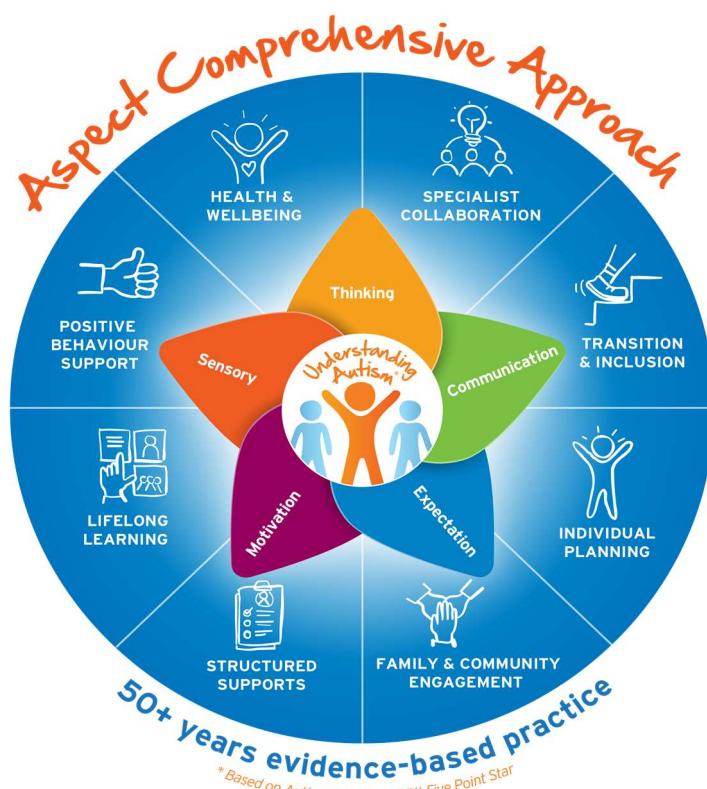 Aspect Comprehensive Approach
HEALTH &
WELLBEING
SPECIALIST
COLLABORATION
POSITIVE
BEHAVIOUR
SUPPORT
TRANSITION
& INCLUSION
LIFELONG
LEARNING
INDIVIDUAL
PLANNING
STRUCTURED
SUPPORTS
FAMILY & COMMUNITY
ENGAGEMENT
Thinking
Sensory
Communication
Motivation
Expectation
Understanding
Autism*
50+ years evidence-based practice
* Based on Five Point Star